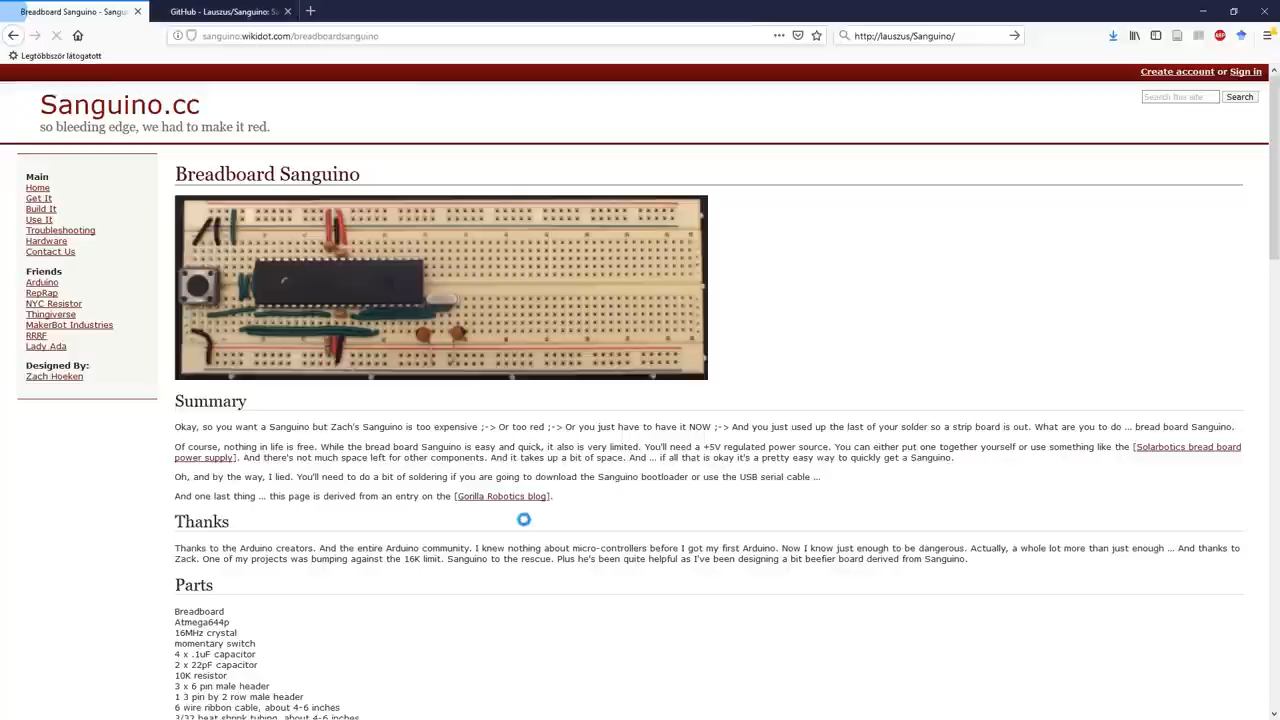 Breadboard Sanguino - Sangu
GitHub - Lauszus/Sanguino: Sa
sanguino.wikidot.com/breadboardsanguino
http://lauszus/Sanguino/
Legtöbbször látogatott
Create account or Sign in
Sanguino.cc
so bleeding edge, we had to make it red.
Search this site
Search
Main
Home
Get It
Build It
Use It
Troubleshooting
Hardware
Contact Us
Friends
Arduino
RepRap
NYC Resistor
Thingiverse
MakerBot Industries
RRRF
Lady Ada
Designed By:
Zach Hoeken
Breadboard Sanguino
Summary
Okay, so you want a Sanguino but Zach's Sanguino is too expensive ;-> Or too red ;-> Or you just have to have it NOW ;-> And you just used up the last of your solder so a strip board is out. What are you to do ... bread board Sanguino.
Of course, nothing in life is free. While the bread board Sanguino is easy and quick, it also is very limited. You'll need a +5V regulated power source. You can either put one together yourself or use something like the [Solarbotics bread board
power supply]. And there's not much space left for other components. And it takes up a bit of space. And ... if all that is okay it's a pretty easy way to quickly get a Sanguino.
Oh, and by the way, I lied. You'll need to do a bit of soldering if you are going to download the Sanguino bootloader or use the USB serial cable ...
And one last thing ... this page is derived from an entry on the [Gorilla Robotics blog].
Thanks
Thanks to the Arduino creators. And the entire Arduino community. I knew nothing about micro-controllers before I got my first Arduino. Now I know just enough to be dangerous. Actually, a whole lot more than just enough ... And thanks to
Zack. One of my projects was bumping against the 16K limit. Sanguino to the rescue. Plus he's been quite helpful as I've been designing a bit beefier board derived from Sanguino.
Parts
Breadboard
Atmega644p
16MHz crystal
momentary switch
4 x .1uF capacitor
2 x 22pF capacitor
10K resistor
3 x 6 pin male header
1 3 pin by 2 row male header
6 wire ribbon cable, about 4-6 inches
3/32 heat shrink tubing, about 4-6 inches